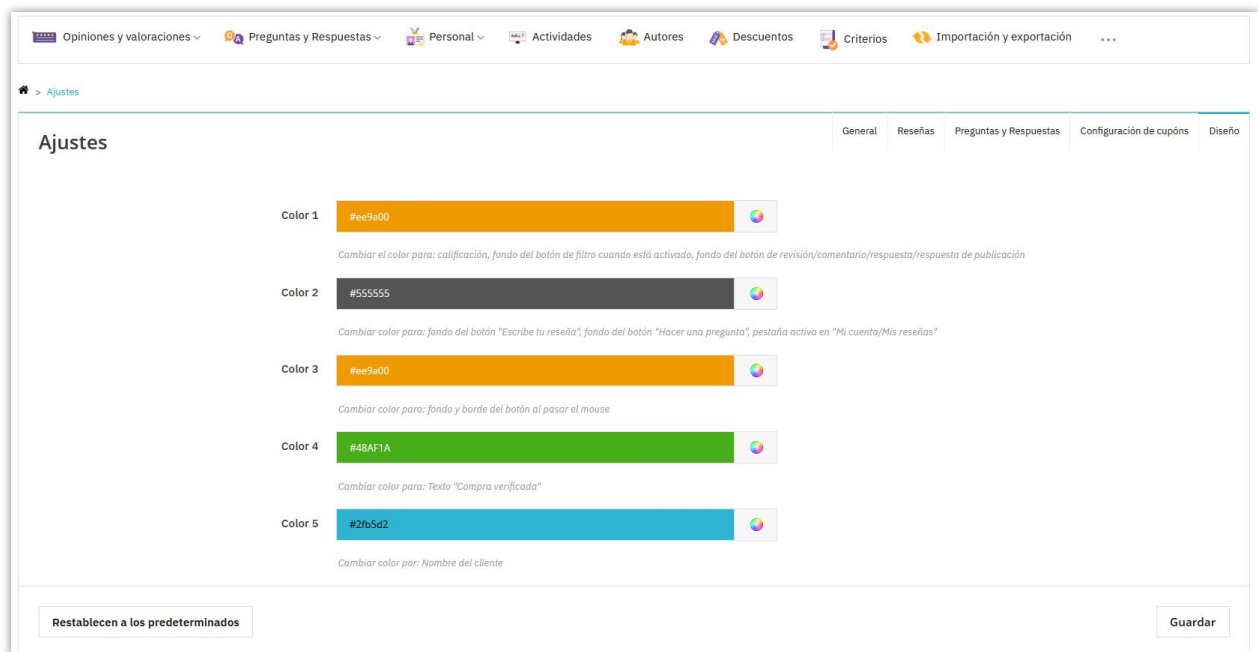 Opiniones y valoraciones Preguntas y Respuestas Personal Actividades Autores Descuentos Criterios Importación y exportación ...
> Ajustes
Ajustes
General Reseñas Preguntas y Respuestas Configuración de cupóns Diseño
Color 1 #ee9a00
Cambiar el color para: calificación, fondo del botón de filtro cuando está activado, fondo del botón de revisión/comentario/respuesta/respuesta de publicación
Color 2 #555555
Cambiar color para: fondo del botón "Escribe tu reseña", fondo del botón "Hacer una pregunta", pestaña activa en "Mi cuenta/Mis reseñas"
Color 3 #ee9a00
Cambiar color para: fondo y borde del botón al pasar el mouse
Color 4 #48AF1A
Cambiar color para: Texto "Compra verificada"
Color 5 #2fb5d2
Cambiar color por: Nombre del cliente
Restablecen a los predeterminados Guardar